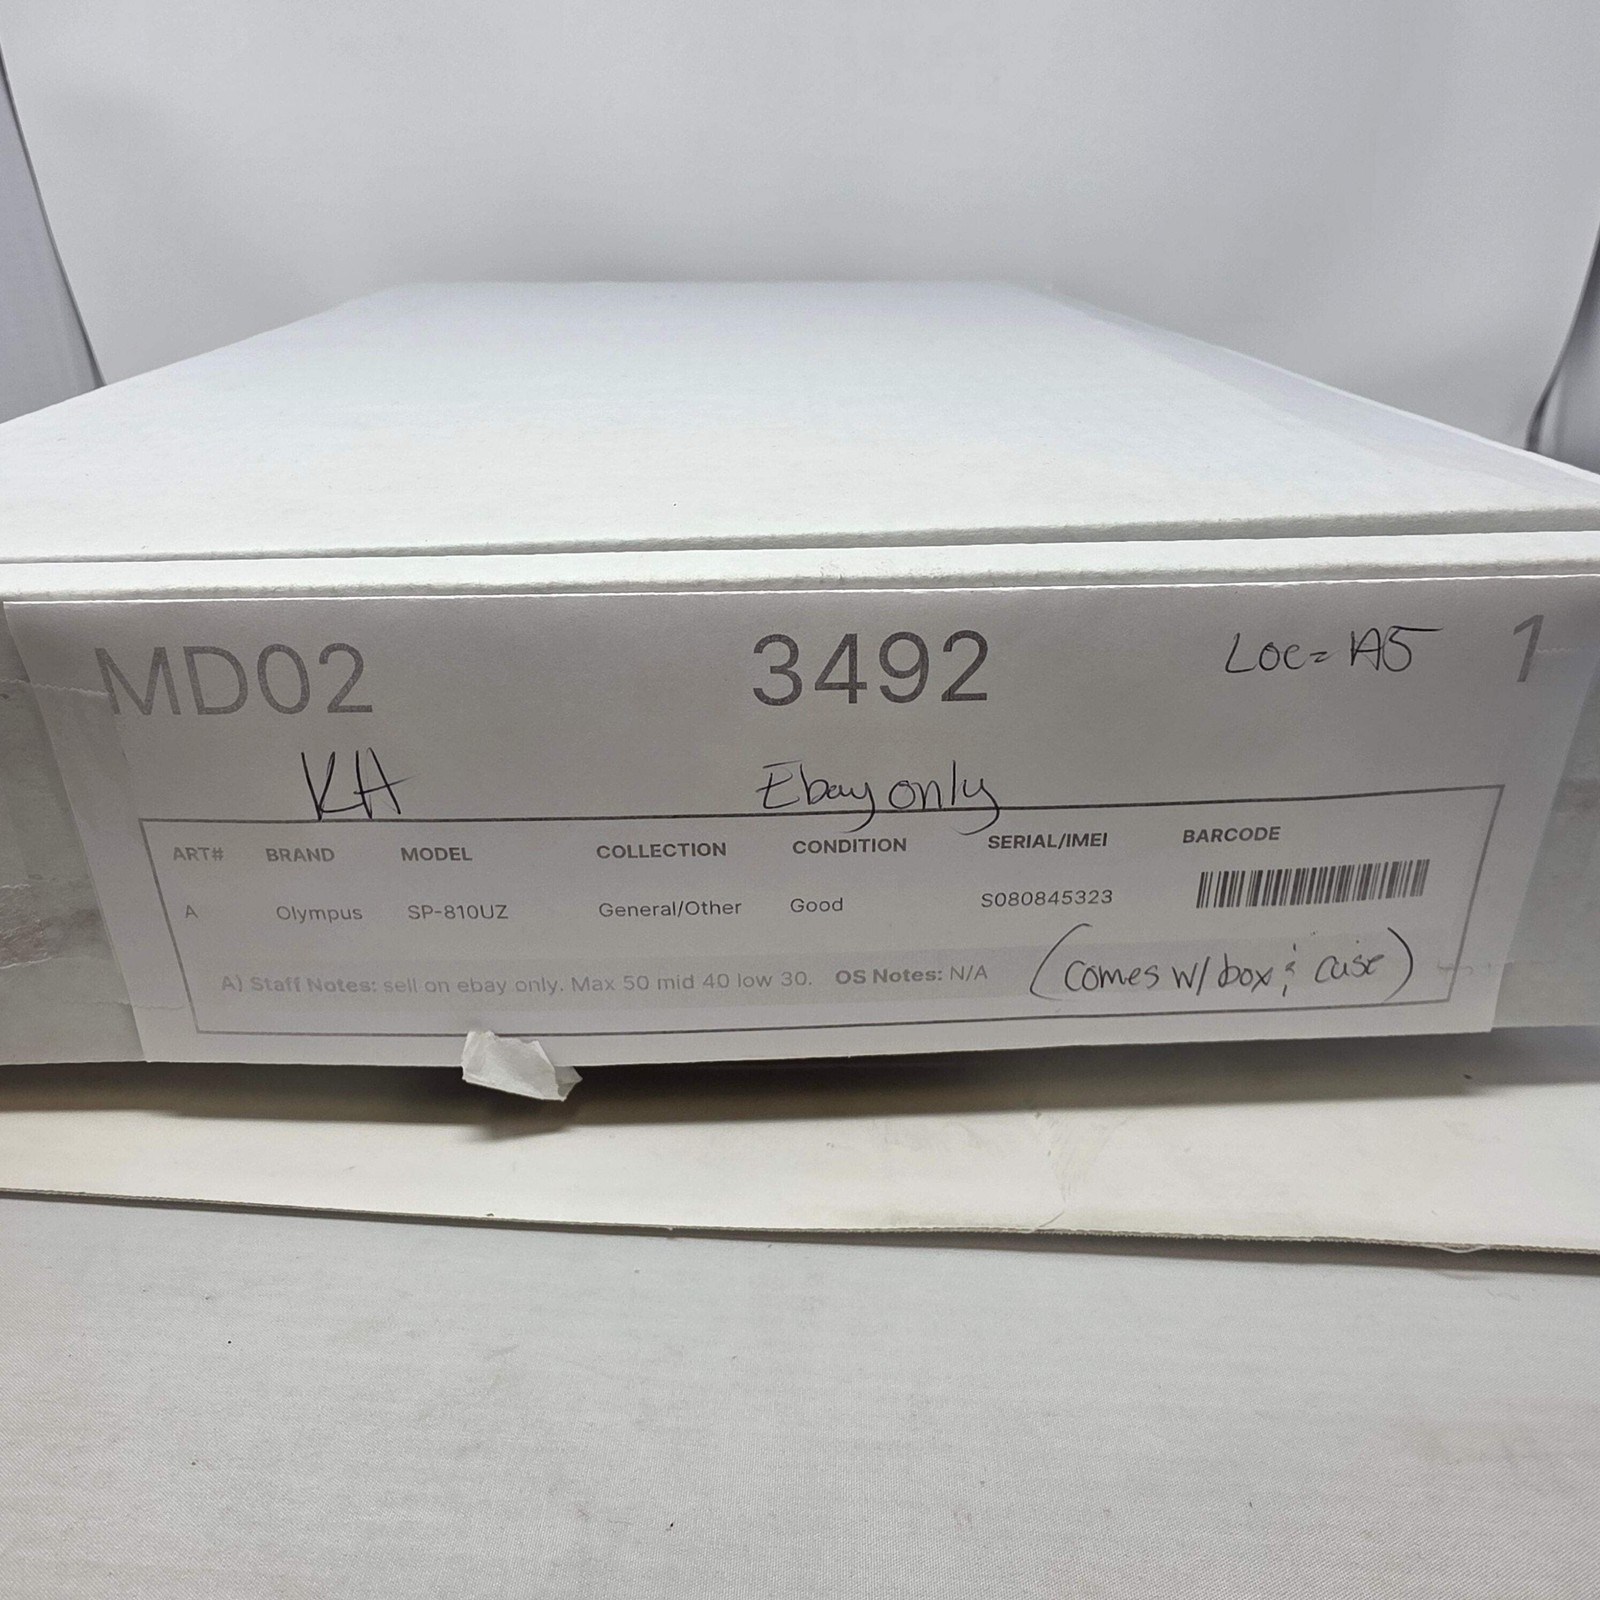 MD02 3492 Loc= A5 1
KA Ebay only
ART# BRAND MODEL COLLECTION CONDITION SERIAL/IMEI BARCODE
A Olympus SP-810UZ General/Other Good S080845323
A) Staff Notes: sell on ebay only. Max 50 mid 40 low 30. OS Notes: N/A (comes w/ box & case)